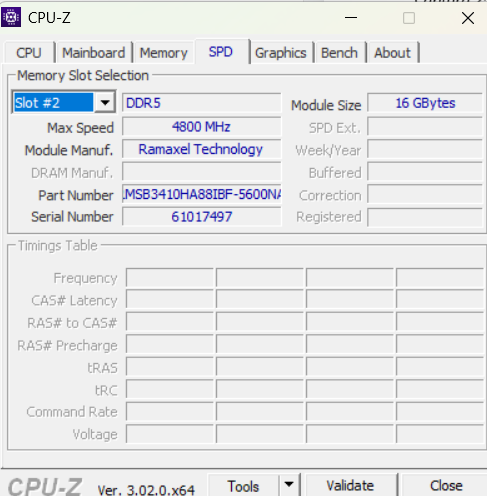 CPU-Z
CPU Mainboard Memory SPD Graphics Bench About
Memory Slot Selection
Slot #2 DDR5 Module Size 16 GBytes
Max Speed 4800 MHz SPD Ext.
Module Manuf. Ramaxel Technology Week/Year
DRAM Manuf. Buffered
Part Number .MSB3410HA88IBF-5600NA Correction
Serial Number 61017497 Registered
Timings Table
Frequency
CAS# Latency
RAS# to CAS#
RAS# Precharge
tRAS
tRC
Command Rate
Voltage
CPU-Z Ver. 3.02.0.x64 Tools Validate Close